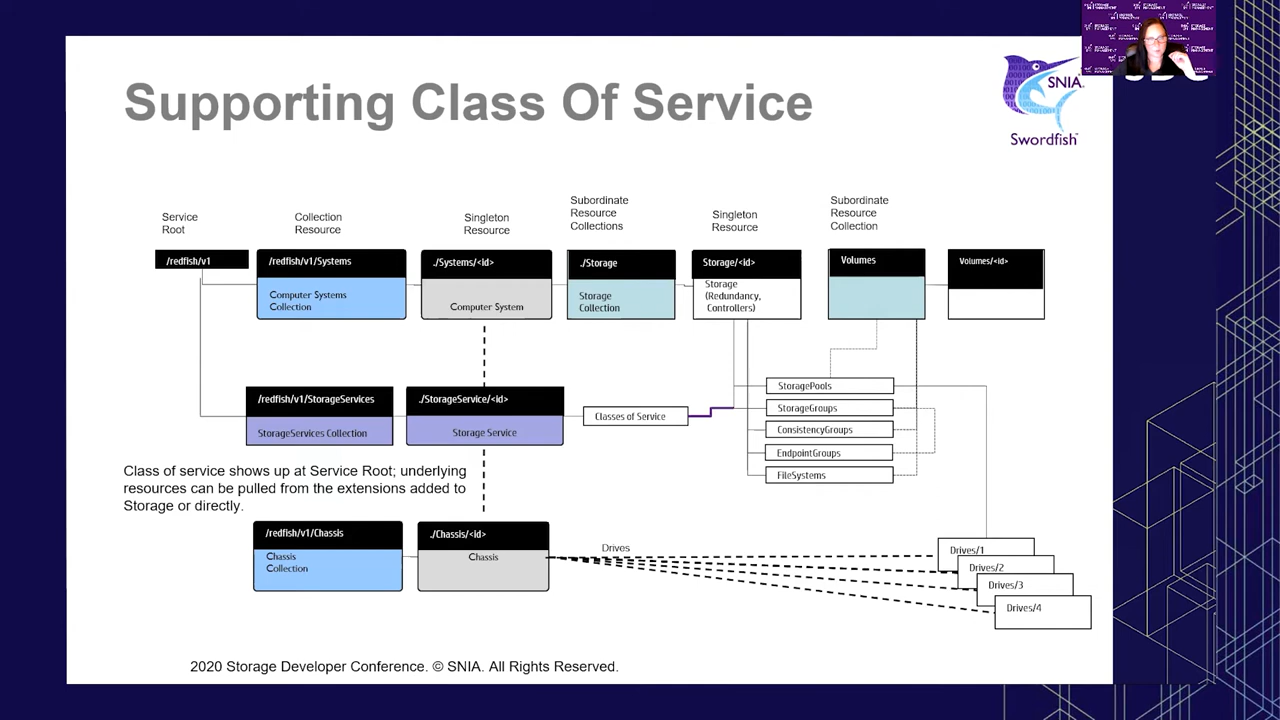 Supporting Class Of Service
SNIA
Swordfish
Service
Root
Collection
Resource
Singleton
Resource
Subordinate
Resource
Collections
Singleton
Resource
Subordinate
Resource
Collection
/redfish/v1
/redfish/v1/Systems
Computer Systems
Collection
./Systems/<id>
Computer System
./Storage
Storage
Collection
Storage/<id>
Storage
(Redundancy,
Controllers)
Volumes
Volumes/<id>
StoragePools
StorageGroups
ConsistencyGroups
EndpointGroups
FileSystems
/redfish/v1/StorageServices
StorageServices Collection
./StorageService/<id>
Storage Service
Classes of Service
Class of service shows up at Service Root; underlying
resources can be pulled from the extensions added to
Storage or directly.
/redfish/v1/Chassis
Chassis
Collection
./Chassis/<id>
Chassis
Drives
Drives/1
Drives/2
Drives/3
Drives/4
2020 Storage Developer Conference. © SNIA. All Rights Reserved.